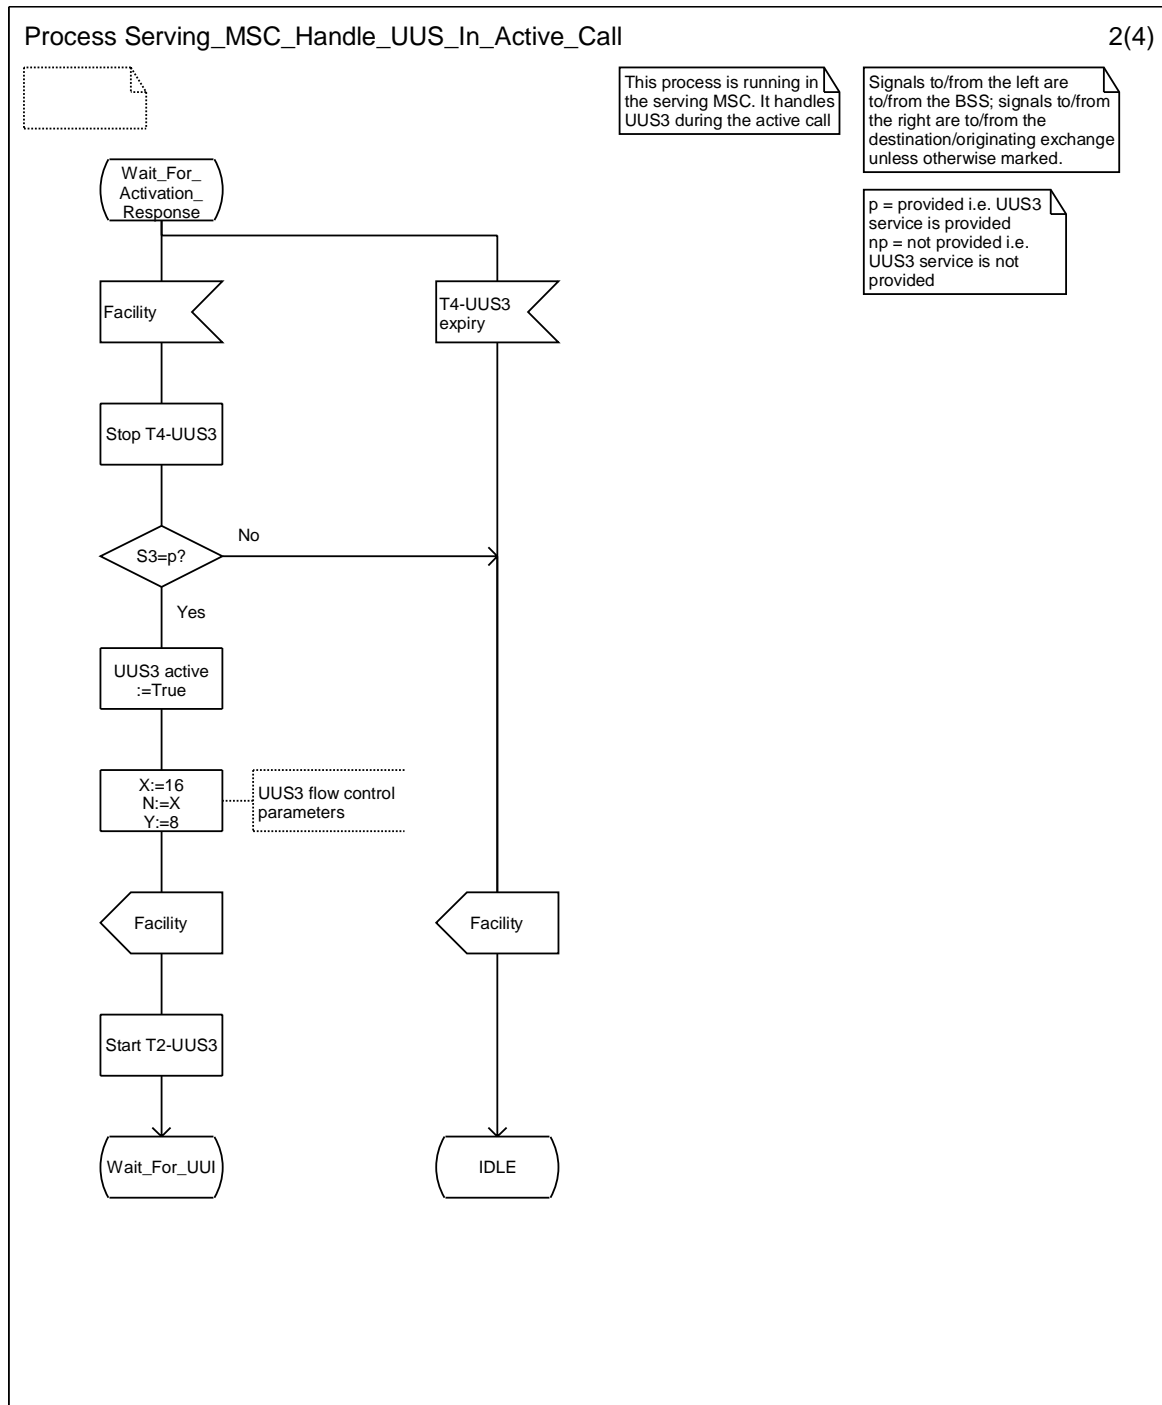 Process Serving_MSC_Handle_UUS_In_Active_Call
2(4)
This process is running in
the serving MSC. It handles
UUS3 during the active call
Signals to/from the left are
to/from the BSS; signals to/from
the right are to/from the
destination/originating exchange
unless otherwise marked.
p = provided i.e. UUS3
service is provided
np = not provided i.e.
UUS3 service is not
provided
Wait_For_
Activation_
Response
Facility
T4-UUS3
expiry
Stop T4-UUS3
S3=p?
No
Yes
UUS3 active
:=True
X:=16
N:=X
Y:=8
UUS3 flow control
parameters
Facility
Facility
Start T2-UUS3
Wait_For_UUI
IDLE